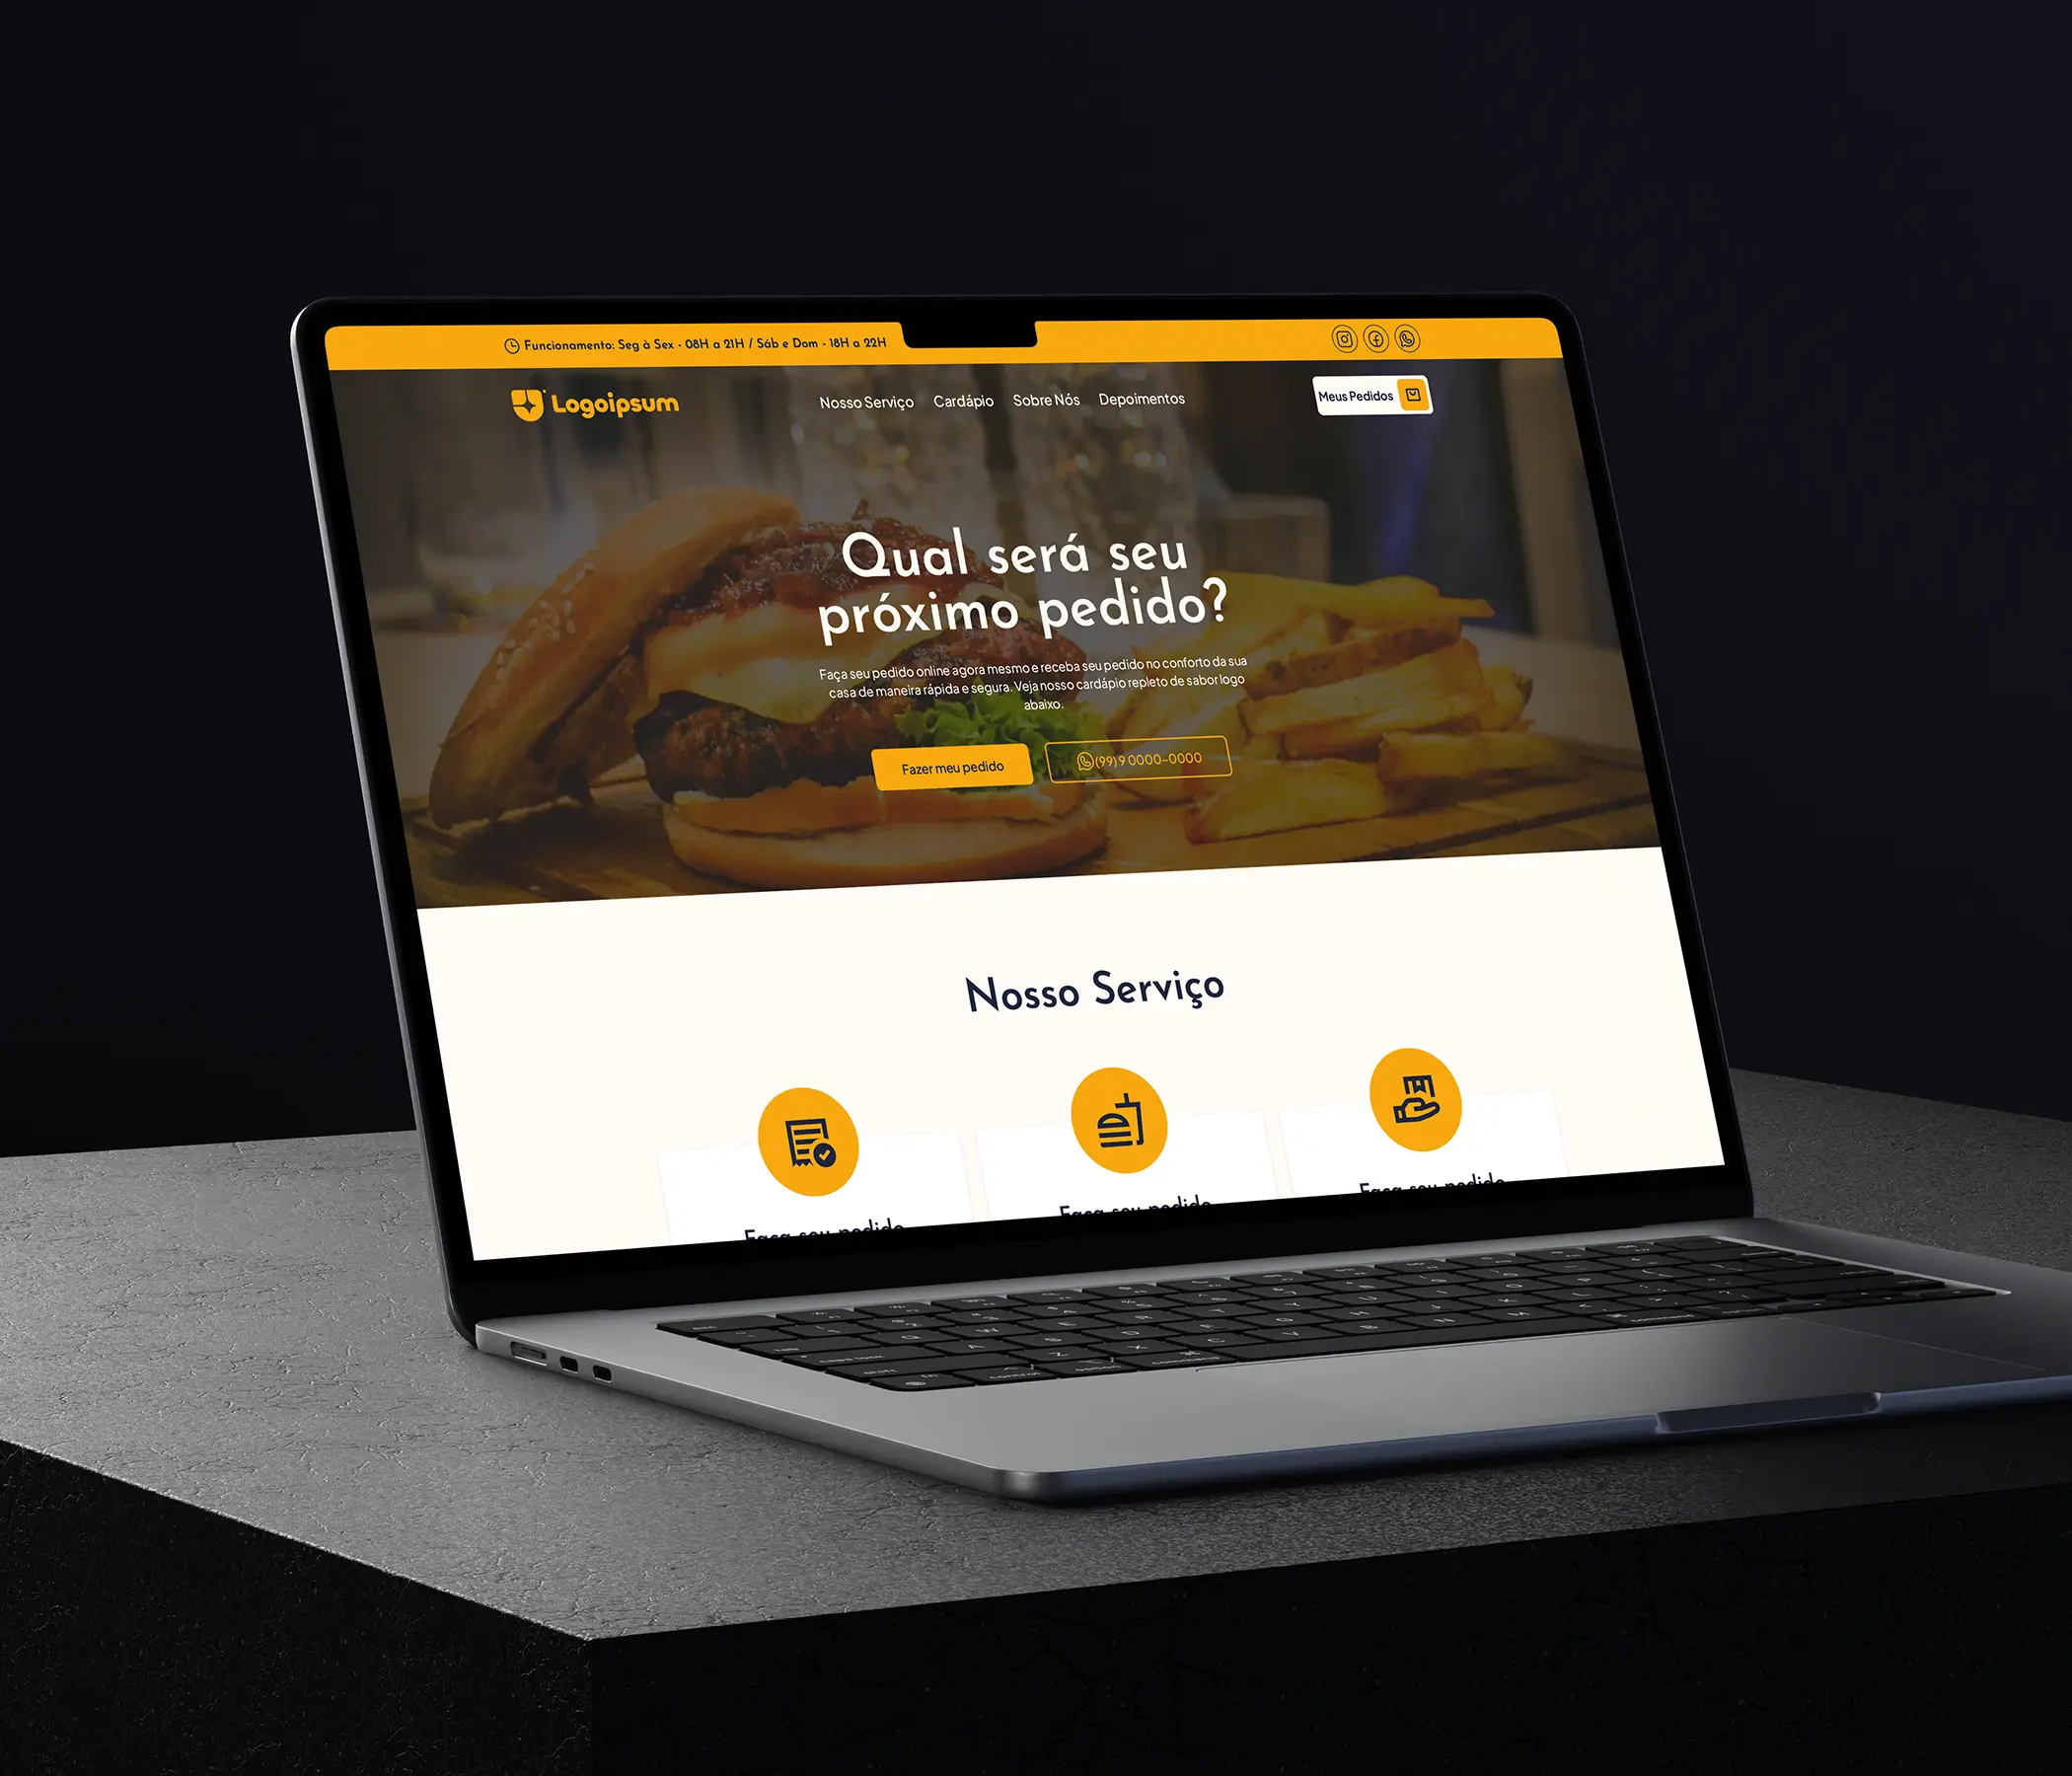 Funcionamento: Seg à Sex - 08H a 21H / Sáb e Dom - 18H a 22H
Logoipsum
Nosso Serviço Cardápio Sobre Nós Depoimentos
Meus Pedidos
Qual será seu
próximo pedido?
Faça seu pedido online agora mesmo e receba seu pedido no conforto da sua
casa de maneira rápida e segura. Veja nosso cardápio repleto de sabor logo
abaixo.
Fazer meu pedido
(99) 9 0000-0000
Nosso Serviço
Faça seu pedido
Faça seu pedido
Faça seu pedido